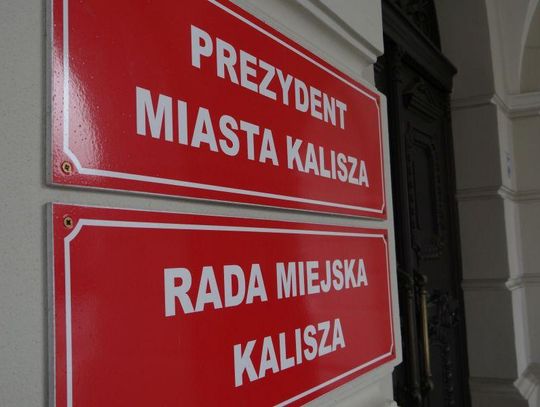 PREZYDENT
MIASTA KALISZA
RADA MIEJSKA
KALISZA